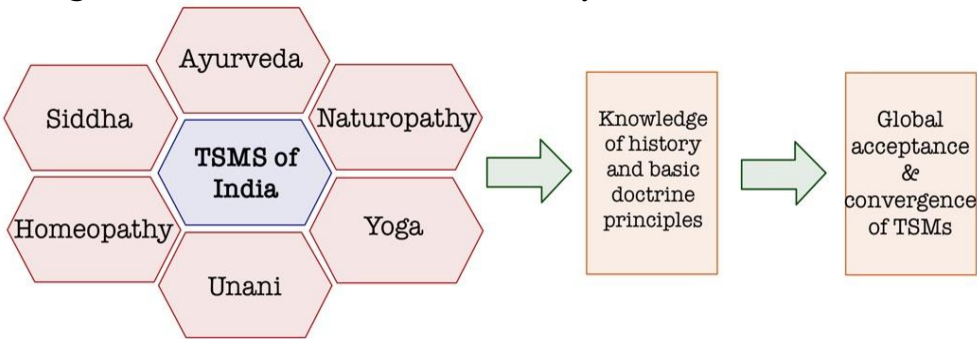 Ayurveda
Siddha
Naturopathy
TSMS of
India
Homeopathy
Yoga
Unani
Knowledge
of history
and basic
doctrine
principles
Global
acceptance
&
convergence
of TSMs